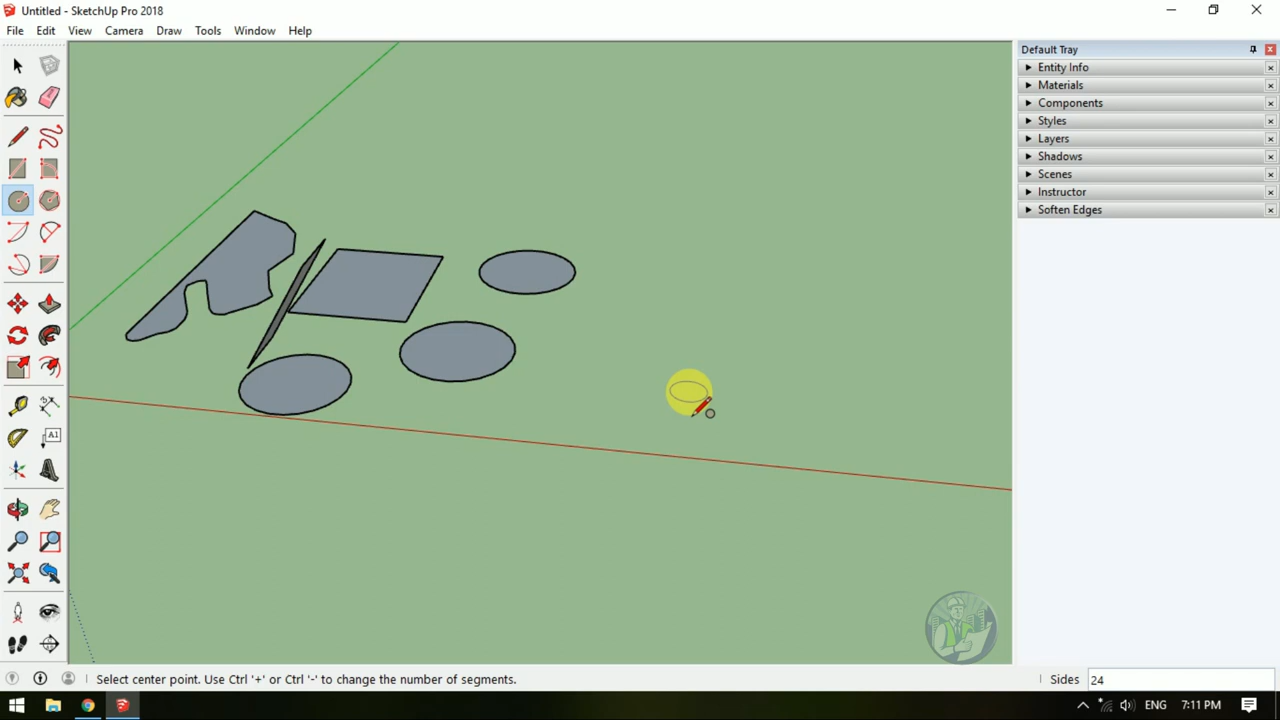 Untitled - SketchUp Pro 2018
File Edit View Camera Draw Tools Window Help
Default Tray
Entity Info
Materials
Components
Styles
Layers
Shadows
Scenes
Instructor
Soften Edges
A1
Select center point. Use Ctrl '+' or Ctrl '-' to change the number of segments.
Sides 24
ENG 7:11 PM